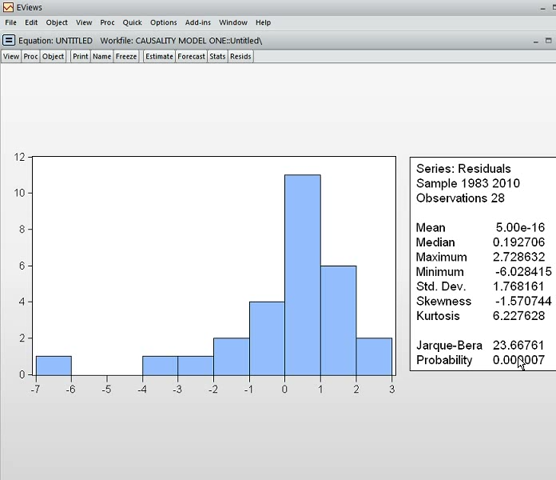 EViews
File Edit Object View Proc Quick Options Add-ins Window Help
Equation: UNTITLED Workfile: CAUSALITY MODEL ONE::Untitled\
View Proc Object Print Name Freeze Estimate Forecast Stats Resids
12
10
8
6
4
2
0
-7 -6 -5 -4 -3 -2 -1 0 1 2 3
Series: Residuals
Sample 1983 2010
Observations 28
Mean 5.00e-16
Median 0.192706
Maximum 2.728632
Minimum -6.028415
Std. Dev. 1.768161
Skewness -1.570744
Kurtosis 6.227628
Jarque-Bera 23.66761
Probability 0.000007